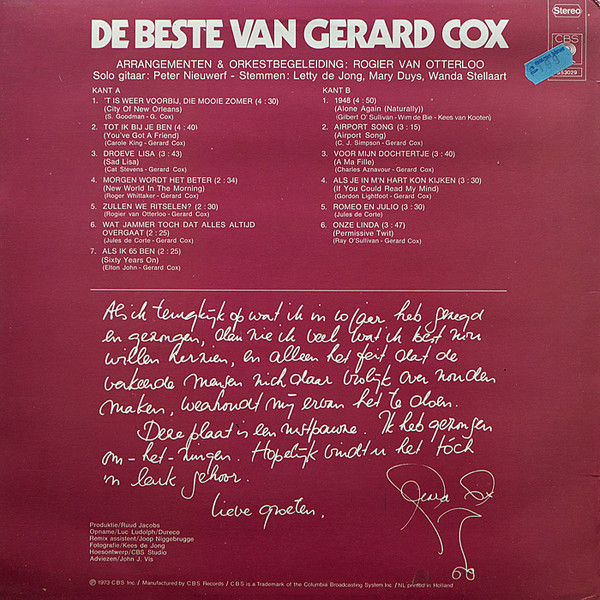 DE BESTE VAN GERARD COX
Stereo
CBS
S53029
ARRANGEMENTEN & ORKESTBEGELEIDING: ROGIER VAN OTTERLOO
Solo gitaar: Peter Nieuwerf - Stemmen: Letty de Jong, Mary Duys, Wanda Stellaart
KANT A
1. 'T IS WEER VOORBIJ, DIE MOOIE ZOMER (4 : 30)
(City Of New Orleans)
(S. Goodman - G. Cox)
2. TOT IK BIJ JE BEN (4 : 40)
(You've Got A Friend)
(Carole King - Gerard Cox)
3. DROEVE LISA (3 : 43)
(Sad Lisa)
(Cat Stevens - Gerard Cox)
4. MORGEN WORDT HET BETER (2 : 34)
(New World In The Morning)
(Roger Whittaker - Gerard Cox)
5. ZULLEN WE RITSELEN? (2 : 30)
(Rogier van Otterloo - Gerard Cox)
6. WAT JAMMER TOCH DAT ALLES ALTIJD
OVERGAAT (2 : 25)
(Jules de Corte - Gerard Cox)
7. ALS IK 65 BEN (2 : 25)
(Sixty Years On)
(Elton John - Gerard Cox)
KANT B
1. 1948 (4 : 50)
(Alone Again (Naturally))
(Gilbert O' Sullivan - Wim de Bie - Kees van Kooten)
2. AIRPORT SONG (3 : 15)
(Airport Song)
(C. J. Simpson - Gerard Cox)
3. VOOR MIJN DOCHTERTJE (3 : 40)
(A Ma Fille)
(Charles Aznavour - Gerard Cox)
4. ALS JE IN M'N HART KON KIJKEN (3 : 30)
(If You Could Read My Mind)
(Gordon Lightfoot - Gerard Cox)
5. ROMEO EN JULIO (3 : 30)
(Jules de Corte)
6. ONZE LINDA (3 : 47)
(Permissive Twit)
(Ray O'Sullivan - Gerard Cox)
Als ik terugkijk op wat ik in 10 jaar heb gezegd
en gezongen, dan zie ik veel wat ik best zou
willen herzien, en alleen het feit dat de
verkeerde mensen zich daar vrolijk over zouden
maken, weerhoudt mij ervan het te doen.
Deze plaat is een rustpauze. Ik heb gezongen
om-het-zingen. Hopelijk vindt u het tóch
'n leuk gehoor.
Lieve groeten,
Gerard Cox
Produktie/Ruud Jacobs
Opname/Luc Ludolph/Dureco
Remix assistent/Joop Niggebrugge
Fotografie/Kees de Jong
Hoesontwerp/CBS Studio
Adviezen/John J. Vis
℗ 1973 CBS Inc. / Manufactured by CBS Records / CBS is a Trademark of the Columbia Broadcasting System Inc / NL printed in Holland